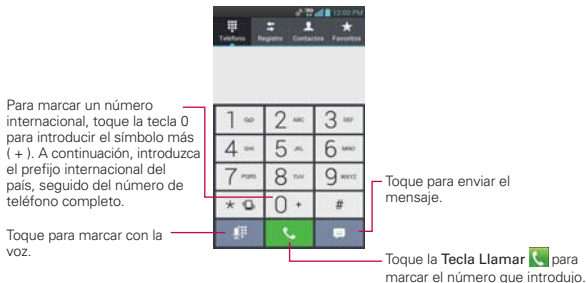 12:00 PM
Teléfono Registro Contactos Favoritos
Para marcar un número
internacional, toque la tecla 0
para introducir el símbolo más
( + ). A continuación, introduzca
el prefijo internacional del
país, seguido del número de
teléfono completo.
Toque para marcar con la
voz.
1
2 ABC
3 DEF
4 GHI
5 JKL
6 MNO
7 PQRS
8 TUV
9 WXYZ
*
0 +
#
Toque para enviar el
mensaje.
Toque la Tecla Llamar para
marcar el número que introdujo.